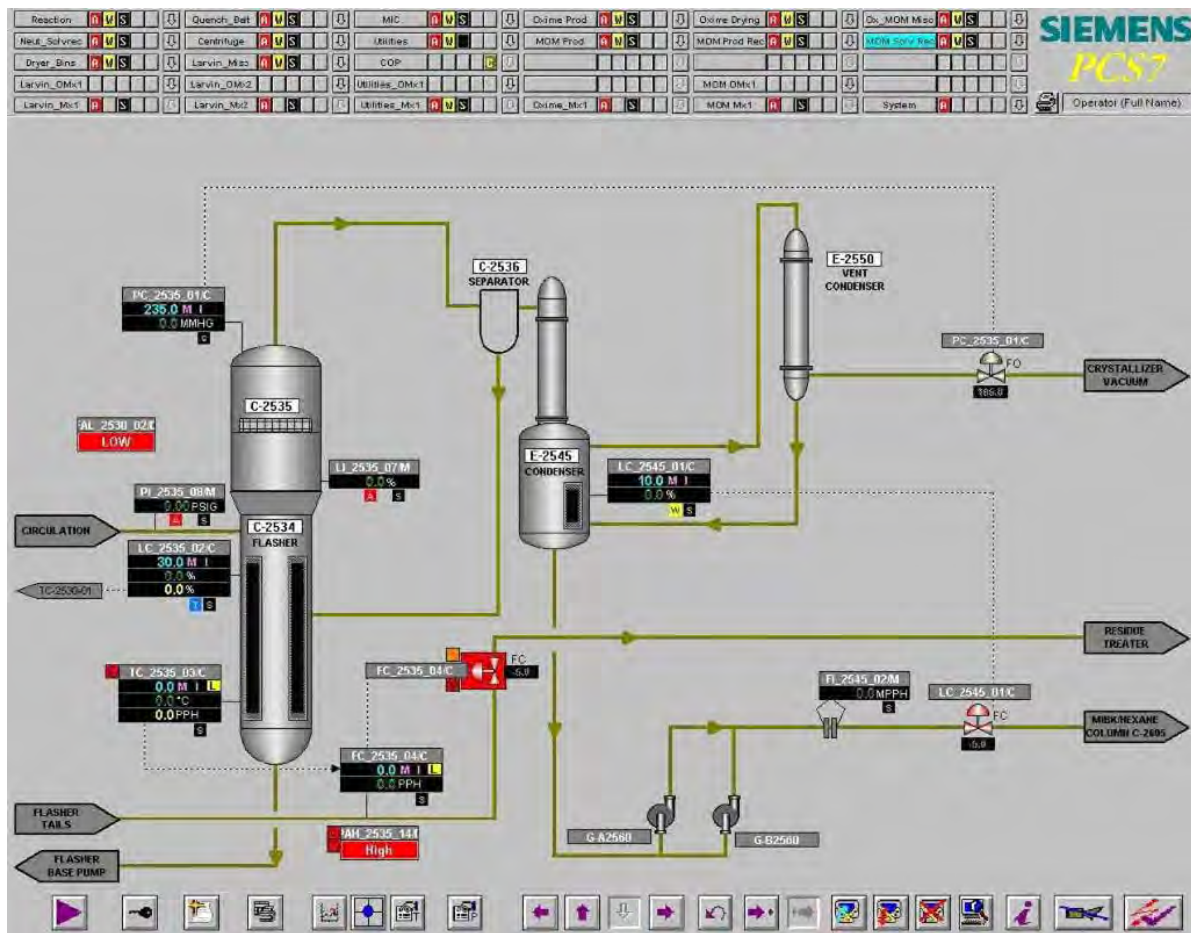 Reaction A W S Quench_Belt A W S MIC A W S Oxime Prod A W S Oxime Drying A W S Ox_MOM Misc A W S
Neut_Solvrec A W S Centrifuge A W S Utilities A W S MOM Prod A W S MOM Prod Rec A W S MOM Solv Rec A W S
Dryer_Bins A W S Larvin_Misc A W S COP
Larvin_OMx1 Larvin_OMx2 Utilities_OMx1 MOM OMx1
Larvin_Mx1 A S Larvin_Mx2 A S Utilities_Mx1 A W S Oxime_Mx1 A S MOM Mx1 A S System A S
SIEMENS
PCS7
Operator (Full Name)
C-2536
SEPARATOR
E-2550
VENT
CONDENSER
PC_2535_01/C
235.0 M I
0.0 MMHG
C
PC_2535_01/C
FO
CRYSTALLIZER
VACUUM
C-2535
AL_2530_02/
LOW
E-2545
CONDENSER
LC_2545_01/C
10.0 M I
0.0 %
W S
LI_2535_07/M
0.0 %
A S
PI_2535_08/M
0.00 PSIG
A S
CIRCULATION
C-2534
FLASHER
LC_2535_02/C
30.0 M I
0.0 %
0.0 %
T S
TC-2530-01
RESIDUE
TREATER
FC_2535_04/C
FC
-5.0
TC_2535_03/C
0.0 M I L
0.0 °C
0.0 PPH
S
FI_2545_02/M
0.0 MPPH
S
LC_2545_01/C
FC
-5.0
MIBK/HEXANE
COLUMN C-2605
FC_2535_04/C
0.0 M I L
0.0 PPH
S
FLASHER
TAILS
PAH_2535_14/
High
G-A2560
G-B2560
FLASHER
BASE PUMP